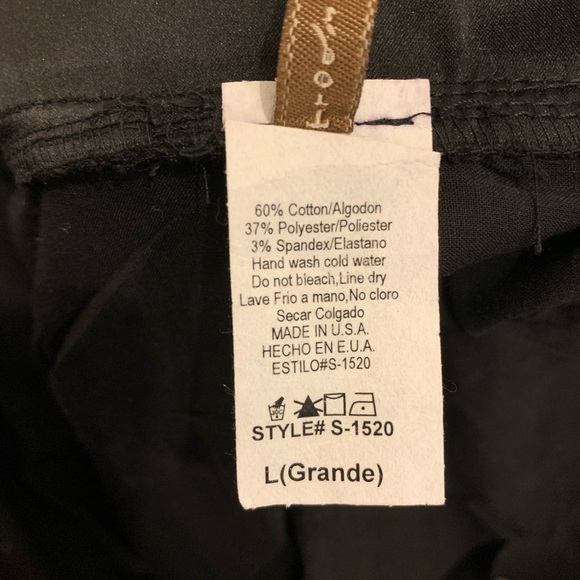 60% Cotton/Algodon
37% Polyester/Poliester
3% Spandex/Elastano
Hand wash cold water
Do not bleach,Line dry
Lave Frio a mano,No cloro
Secar Colgado
MADE IN U.S.A.
HECHO EN E.U.A.
ESTILO#S-1520
STYLE# S-1520
L(Grande)